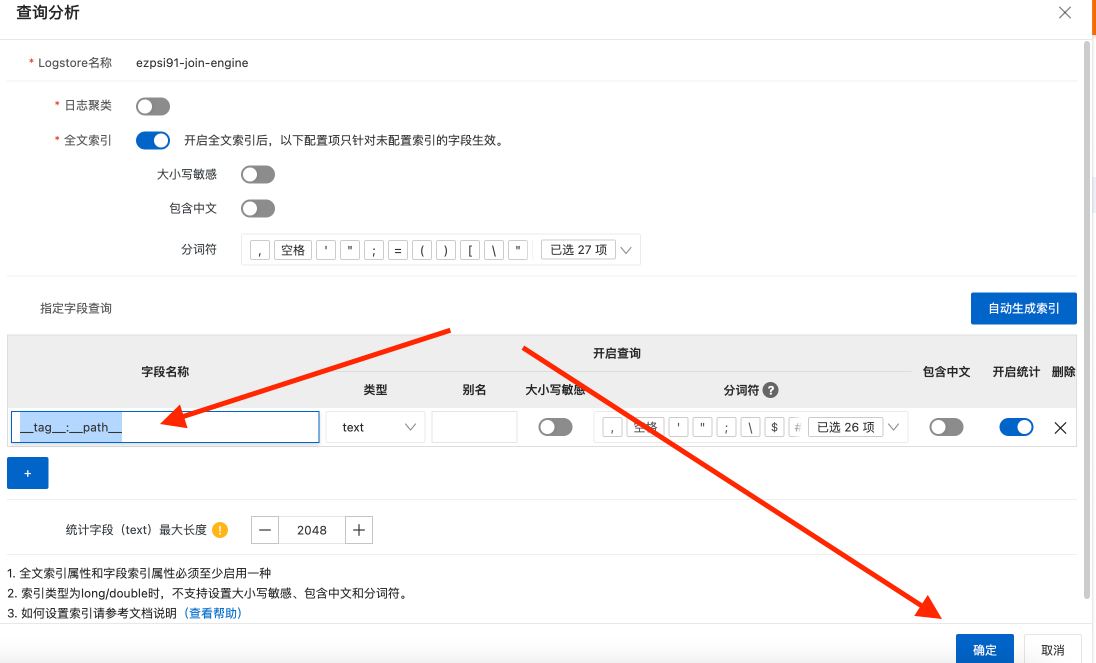 查询分析
* Logstore名称 ezpsi91-join-engine
* 日志聚类
* 全文索引 开启全文索引后，以下配置项只针对未配置索引的字段生效。
大小写敏感
包含中文
分词符 , 空格 ' " ; = ( ) [ \ " 已选 27 项
指定字段查询 自动生成索引
字段名称 开启查询 包含中文 开启统计 删除
类型 别名 大小写敏感 分词符 ?
__tag__:__path__ text , 空格 ' " ; \ $ # 已选 26 项
+
统计字段（text）最大长度 ! 2048
1. 全文索引属性和字段索引属性必须至少启用一种
2. 索引类型为long/double时，不支持设置大小写敏感、包含中文和分词符。
3. 如何设置索引请参考文档说明（查看帮助）
确定 取消